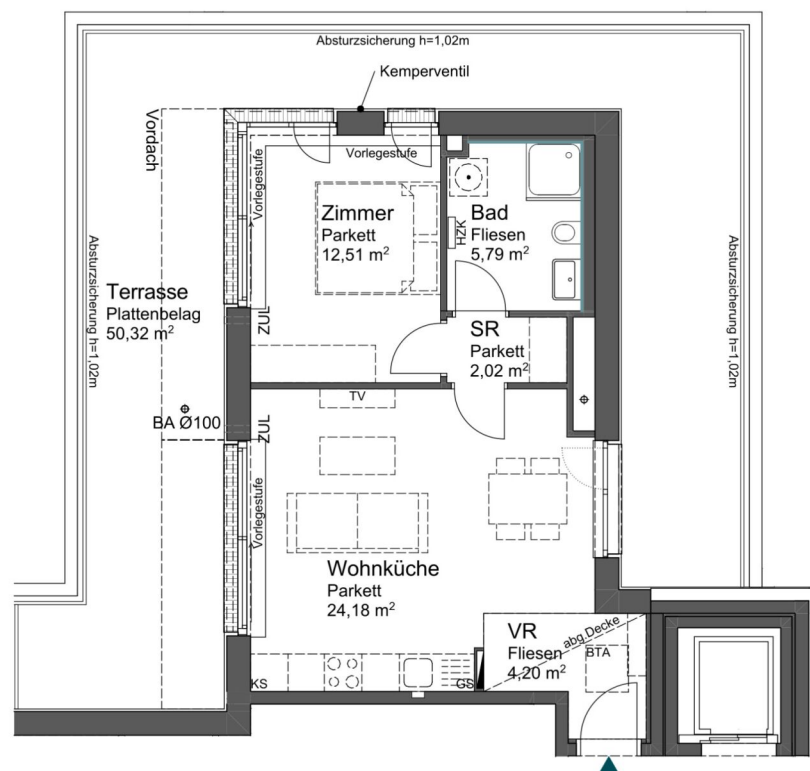 Absturzsicherung h=1,02m
Kemperventil
Vordach
Vorlegestufe
Vorlegestufe
Zimmer
Parkett
12,51 m²
Bad
Fliesen
5,79 m²
HZK
Absturzsicherung h=1,02m
Absturzsicherung h=1,02m
Terrasse
Plattenbelag
50,32 m²
ZUL
SR
Parkett
2,02 m²
TV
BA Ø100
ZUL
Vorlegestufe
Wohnküche
Parkett
24,18 m²
VR
Fliesen
4,20 m²
abg.Decke
BTA
KS
GS